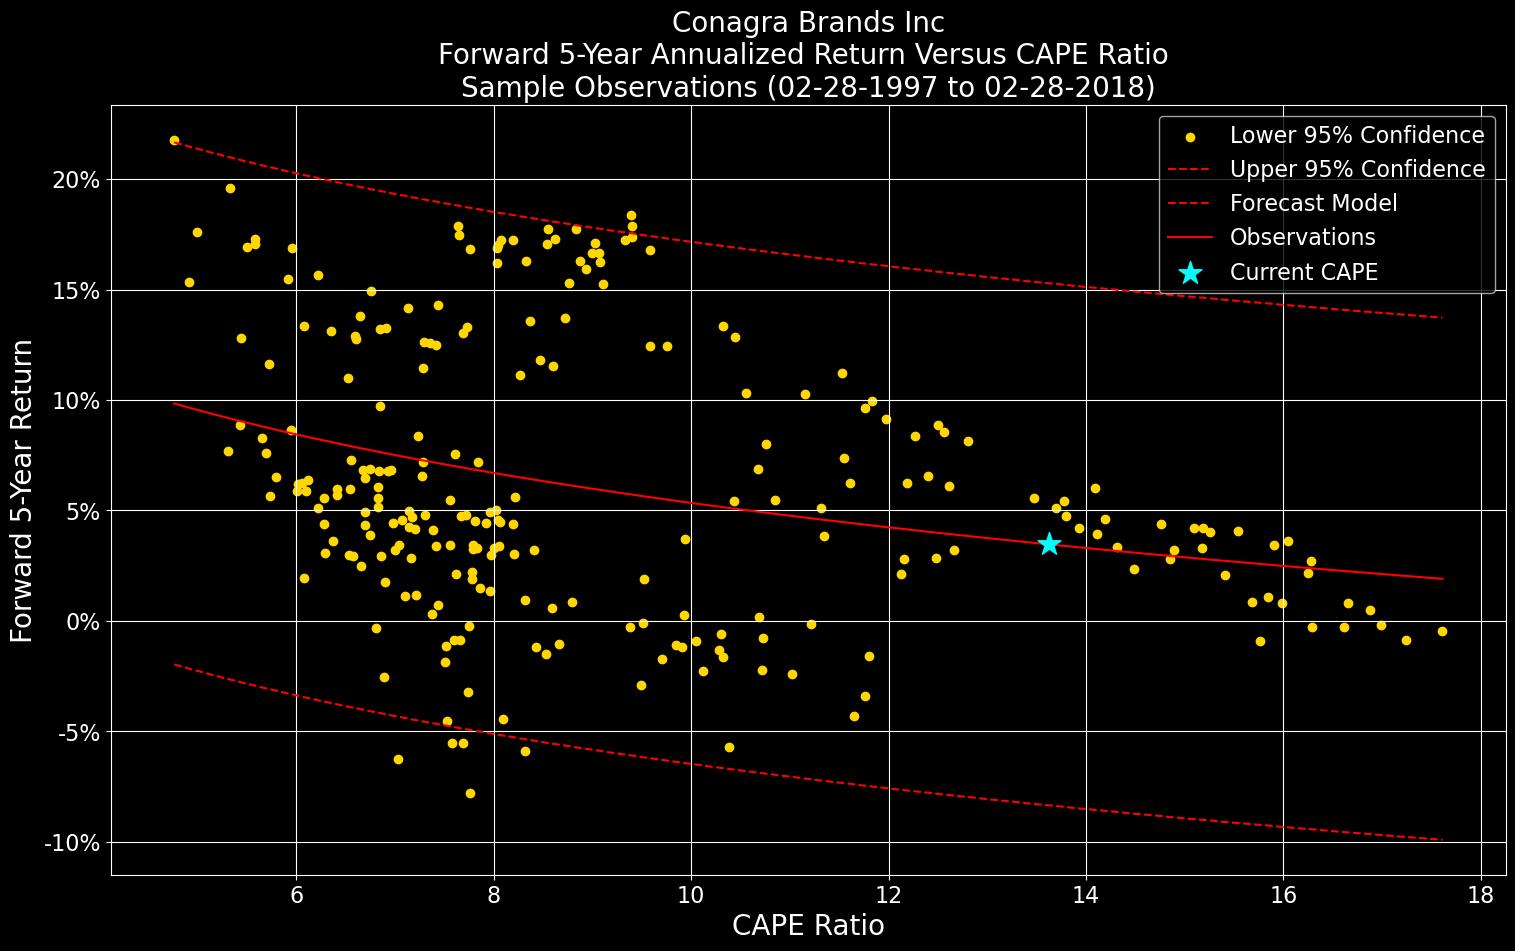 Conagra Brands Inc
Forward 5-Year Annualized Return Versus CAPE Ratio
Sample Observations (02-28-1997 to 02-28-2018)
Lower 95% Confidence
Upper 95% Confidence
Forecast Model
Observations
Current CAPE
Forward 5-Year Return
20%
15%
10%
5%
0%
-5%
-10%
6 8 10 12 14 16 18
CAPE Ratio